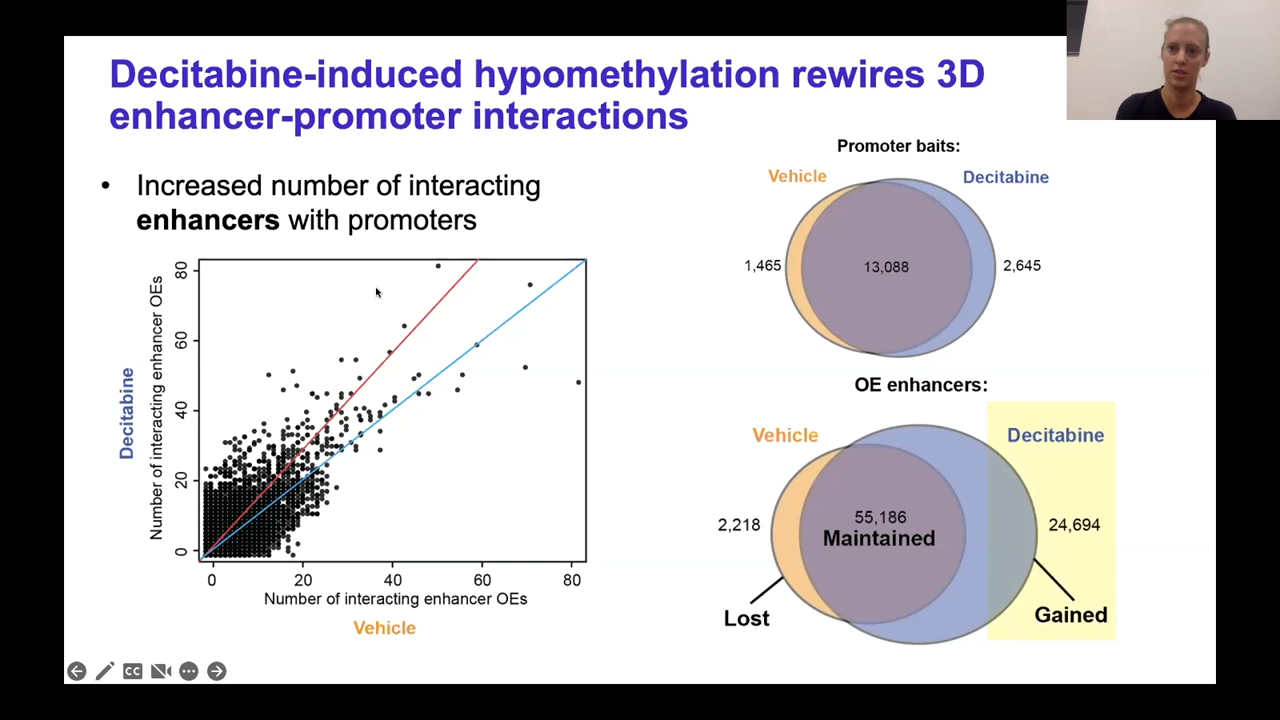 Decitabine-induced hypomethylation rewires 3D
enhancer-promoter interactions
• Increased number of interacting
enhancers with promoters
Decitabine
Number of interacting enhancer OEs
80
60
40
20
0
0 20 40 60 80
Number of interacting enhancer OEs
Vehicle
Promoter baits:
Vehicle Decitabine
1,465 13,088 2,645
OE enhancers:
Vehicle Decitabine
2,218 55,186 24,694
Maintained
Lost Gained
CC